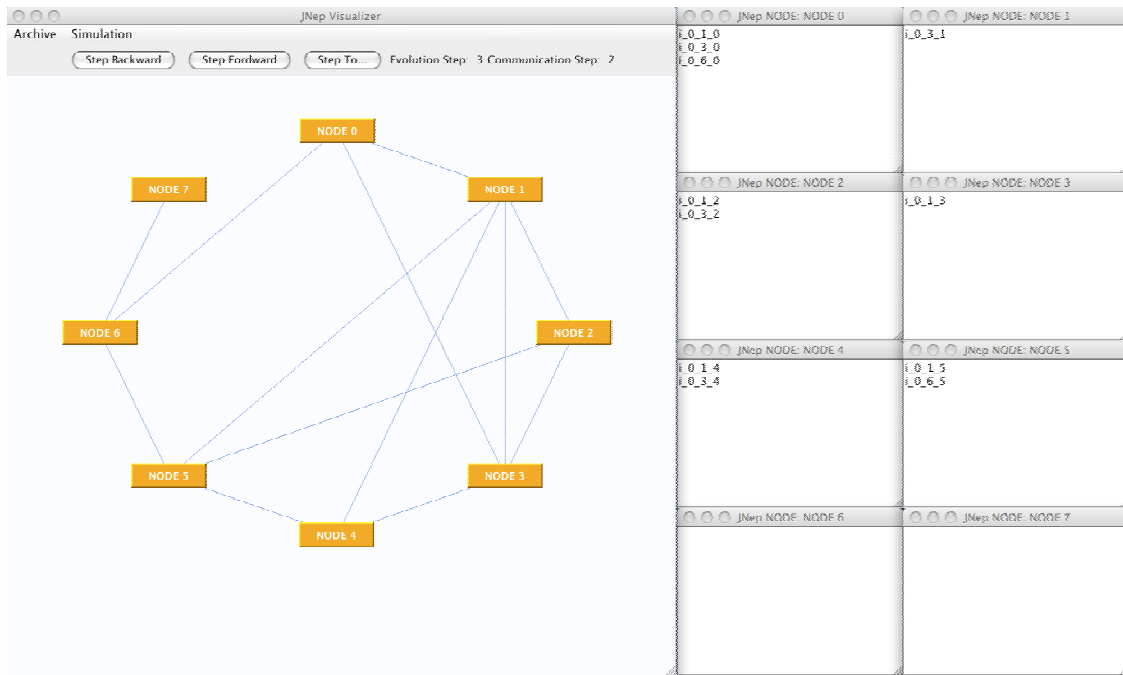 JNep Visualizer
Archive Simulation
Step Backward Step Fordward Step To... Evolution Step: 3 Communication Step: 2
NODE 0
NODE 7
NODE 1
NODE 6
NODE 2
NODE 5
NODE 3
NODE 4
JNep NODE: NODE 0
i_0_1_0
i_0_3_0
i_0_6_0
JNep NODE: NODE 1
i_0_3_1
JNep NODE: NODE 2
i_0_1_2
i_0_3_2
JNep NODE: NODE 3
i_0_1_3
JNep NODE: NODE 4
i_0_1_4
i_0_3_4
JNep NODE: NODE 5
i_0_1_5
i_0_6_5
JNep NODE: NODE 6
JNep NODE: NODE 7